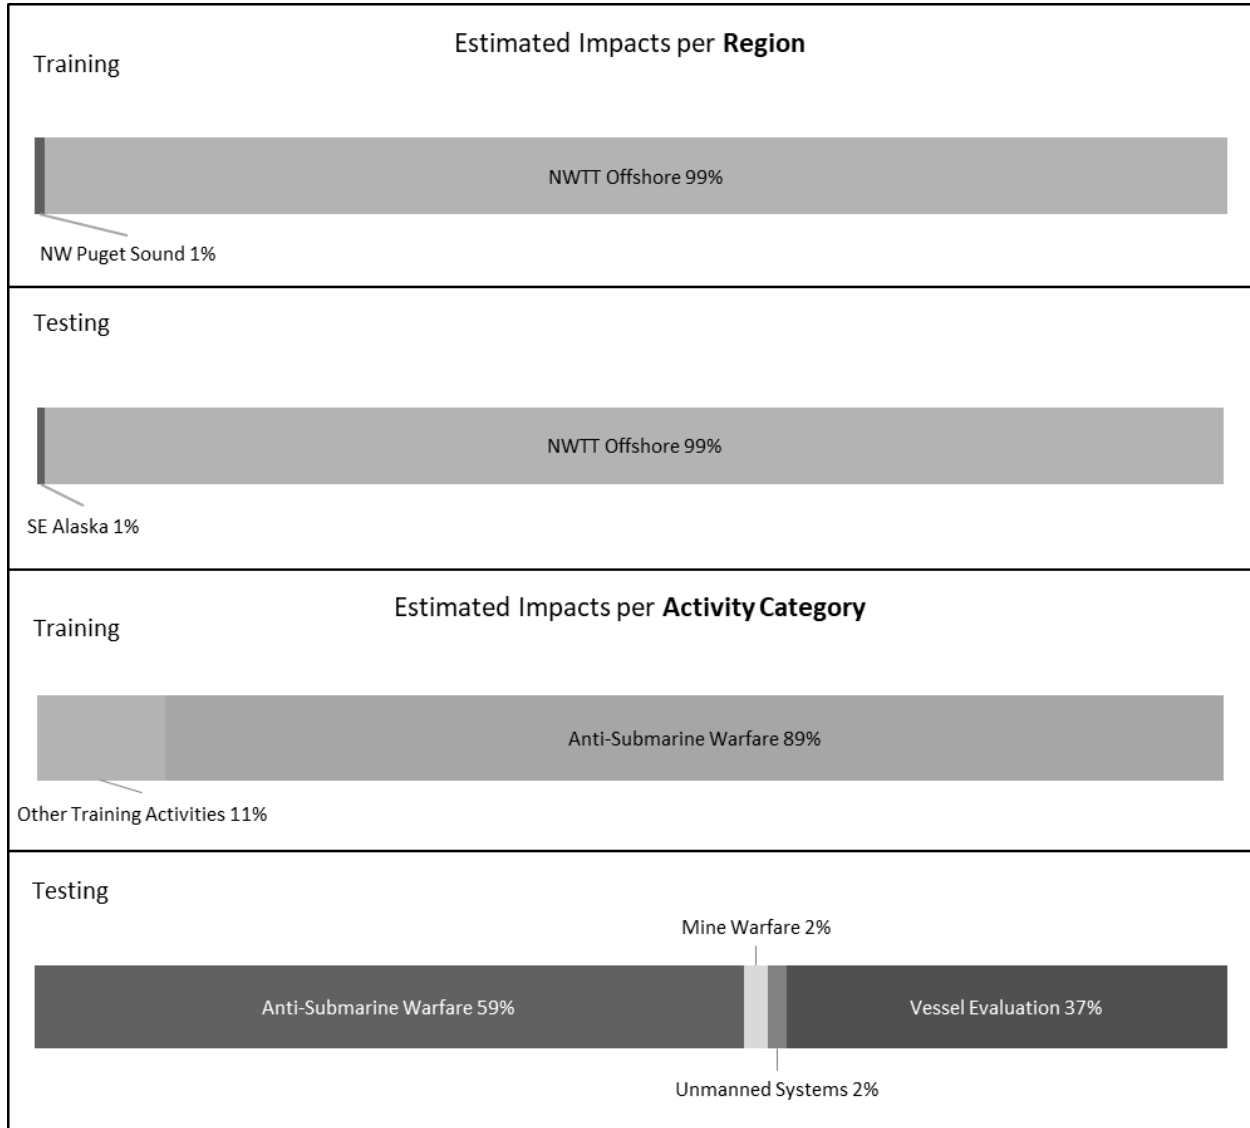 Estimated Impacts per Region
Training
NWTT Offshore 99%
NW Puget Sound 1%
Testing
NWTT Offshore 99%
SE Alaska 1%
Estimated Impacts per Activity Category
Training
Anti-Submarine Warfare 89%
Other Training Activities 11%
Testing
Mine Warfare 2%
Anti-Submarine Warfare 59%
Vessel Evaluation 37%
Unmanned Systems 2%